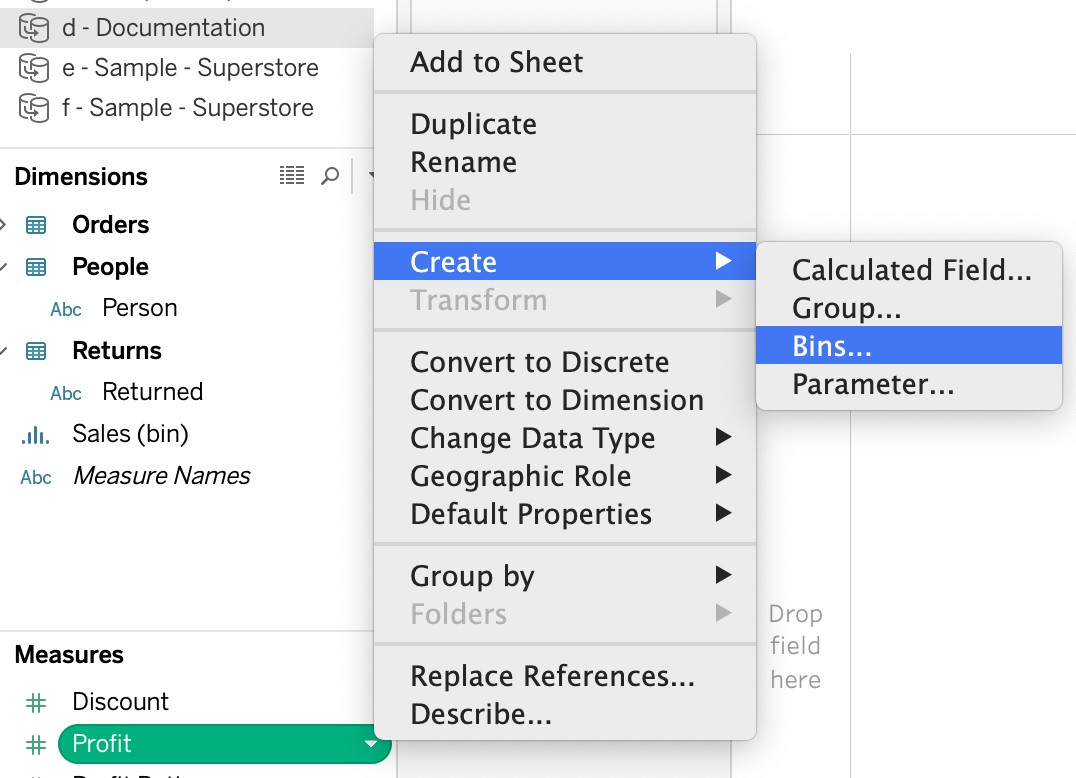 d - Documentation
e - Sample - Superstore
f - Sample - Superstore
Dimensions
Orders
People
Abc Person
Returns
Abc Returned
Sales (bin)
Abc Measure Names
Measures
Discount
Profit
Add to Sheet
Duplicate
Rename
Hide
Create
Transform
Convert to Discrete
Convert to Dimension
Change Data Type
Geographic Role
Default Properties
Group by
Folders
Replace References...
Describe...
Calculated Field...
Group...
Bins...
Parameter...
Drop
field
here